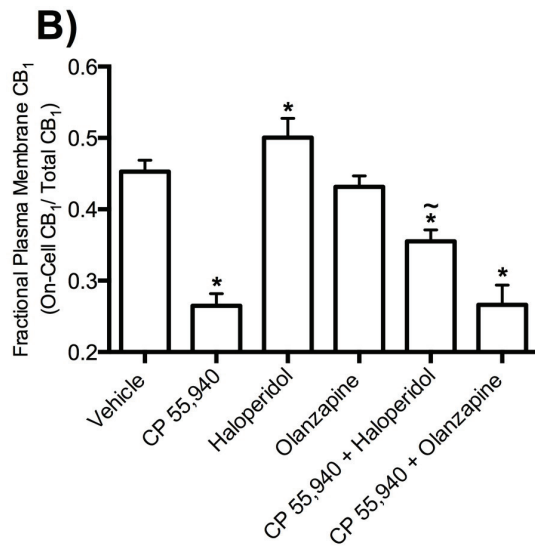 B)
Fractional Plasma Membrane CB₁
(On-Cell CB₁/ Total CB₁)
0.6
0.5
0.4
0.3
0.2
*
*
~
*
*
Vehicle
CP 55,940
Haloperidol
Olanzapine
CP 55,940 + Haloperidol
CP 55,940 + Olanzapine